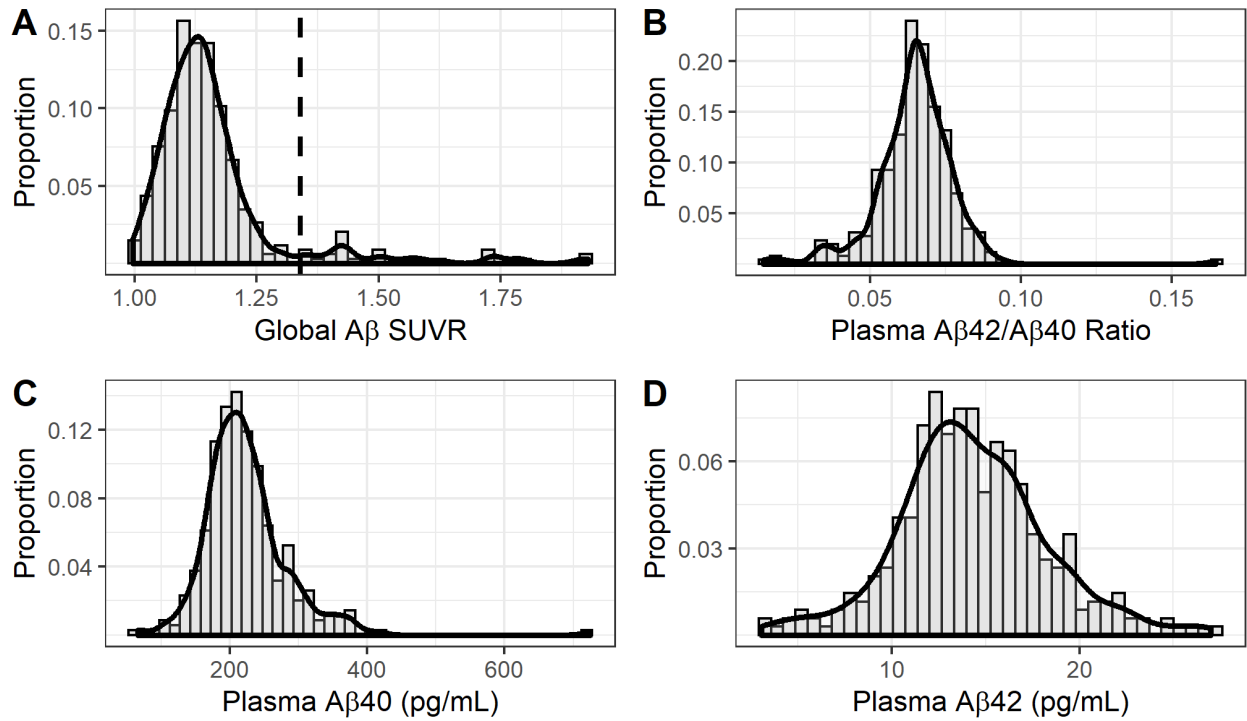 A
Proportion
0.15
0.10
0.05
1.00 1.25 1.50 1.75
Global Aβ SUVR
B
Proportion
0.20
0.15
0.10
0.05
0.05 0.10 0.15
Plasma Aβ42/Aβ40 Ratio
C
Proportion
0.12
0.08
0.04
200 400 600
Plasma Aβ40 (pg/mL)
D
Proportion
0.06
0.03
10 20
Plasma Aβ42 (pg/mL)